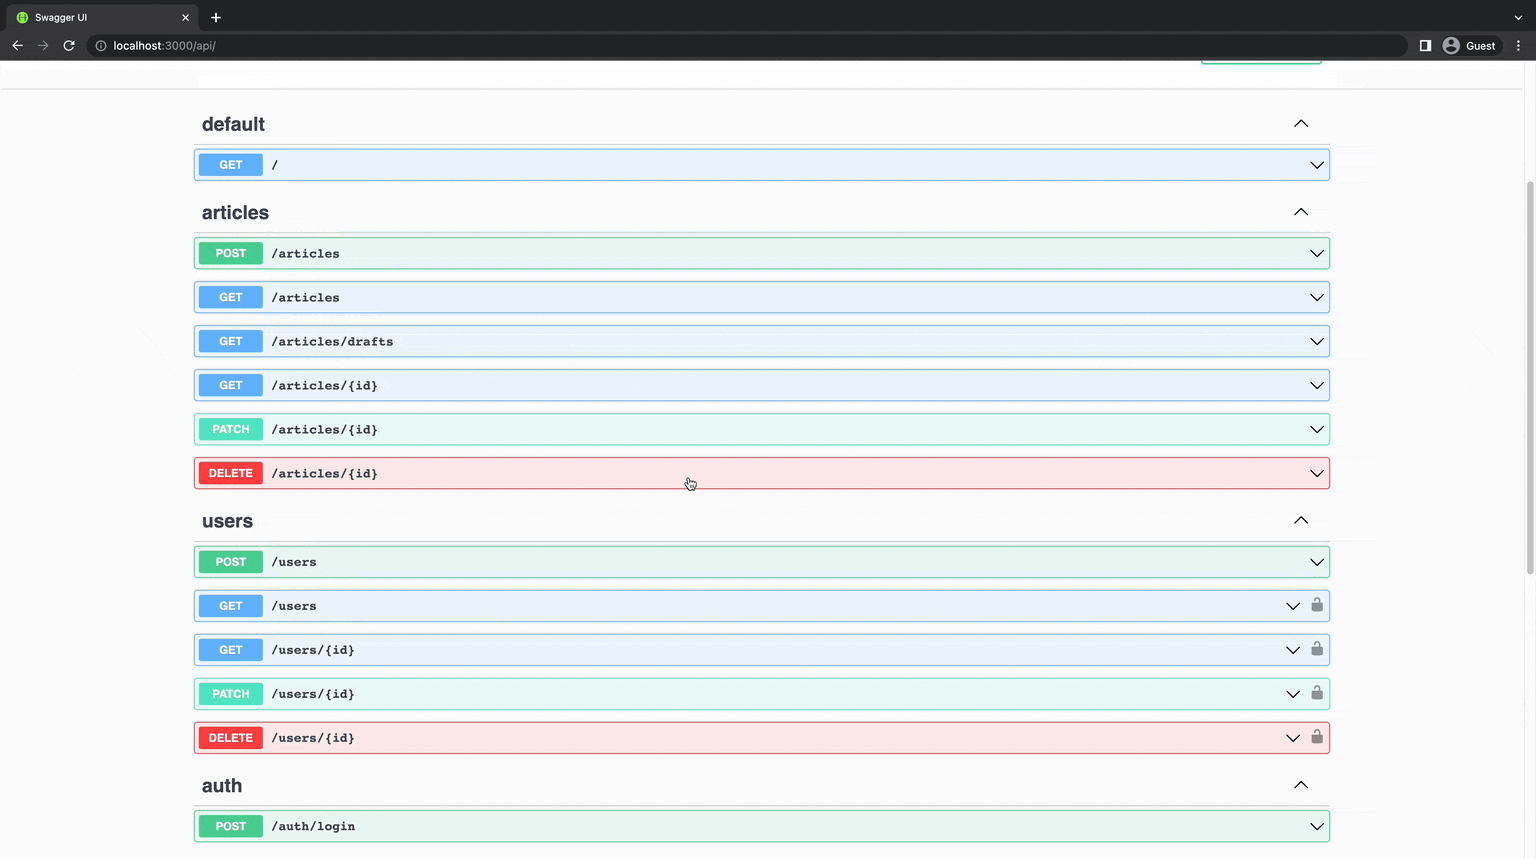 Swagger UI
localhost:3000/api/
Guest
default
GET /
articles
POST /articles
GET /articles
GET /articles/drafts
GET /articles/{id}
PATCH /articles/{id}
DELETE /articles/{id}
users
POST /users
GET /users
GET /users/{id}
PATCH /users/{id}
DELETE /users/{id}
auth
POST /auth/login